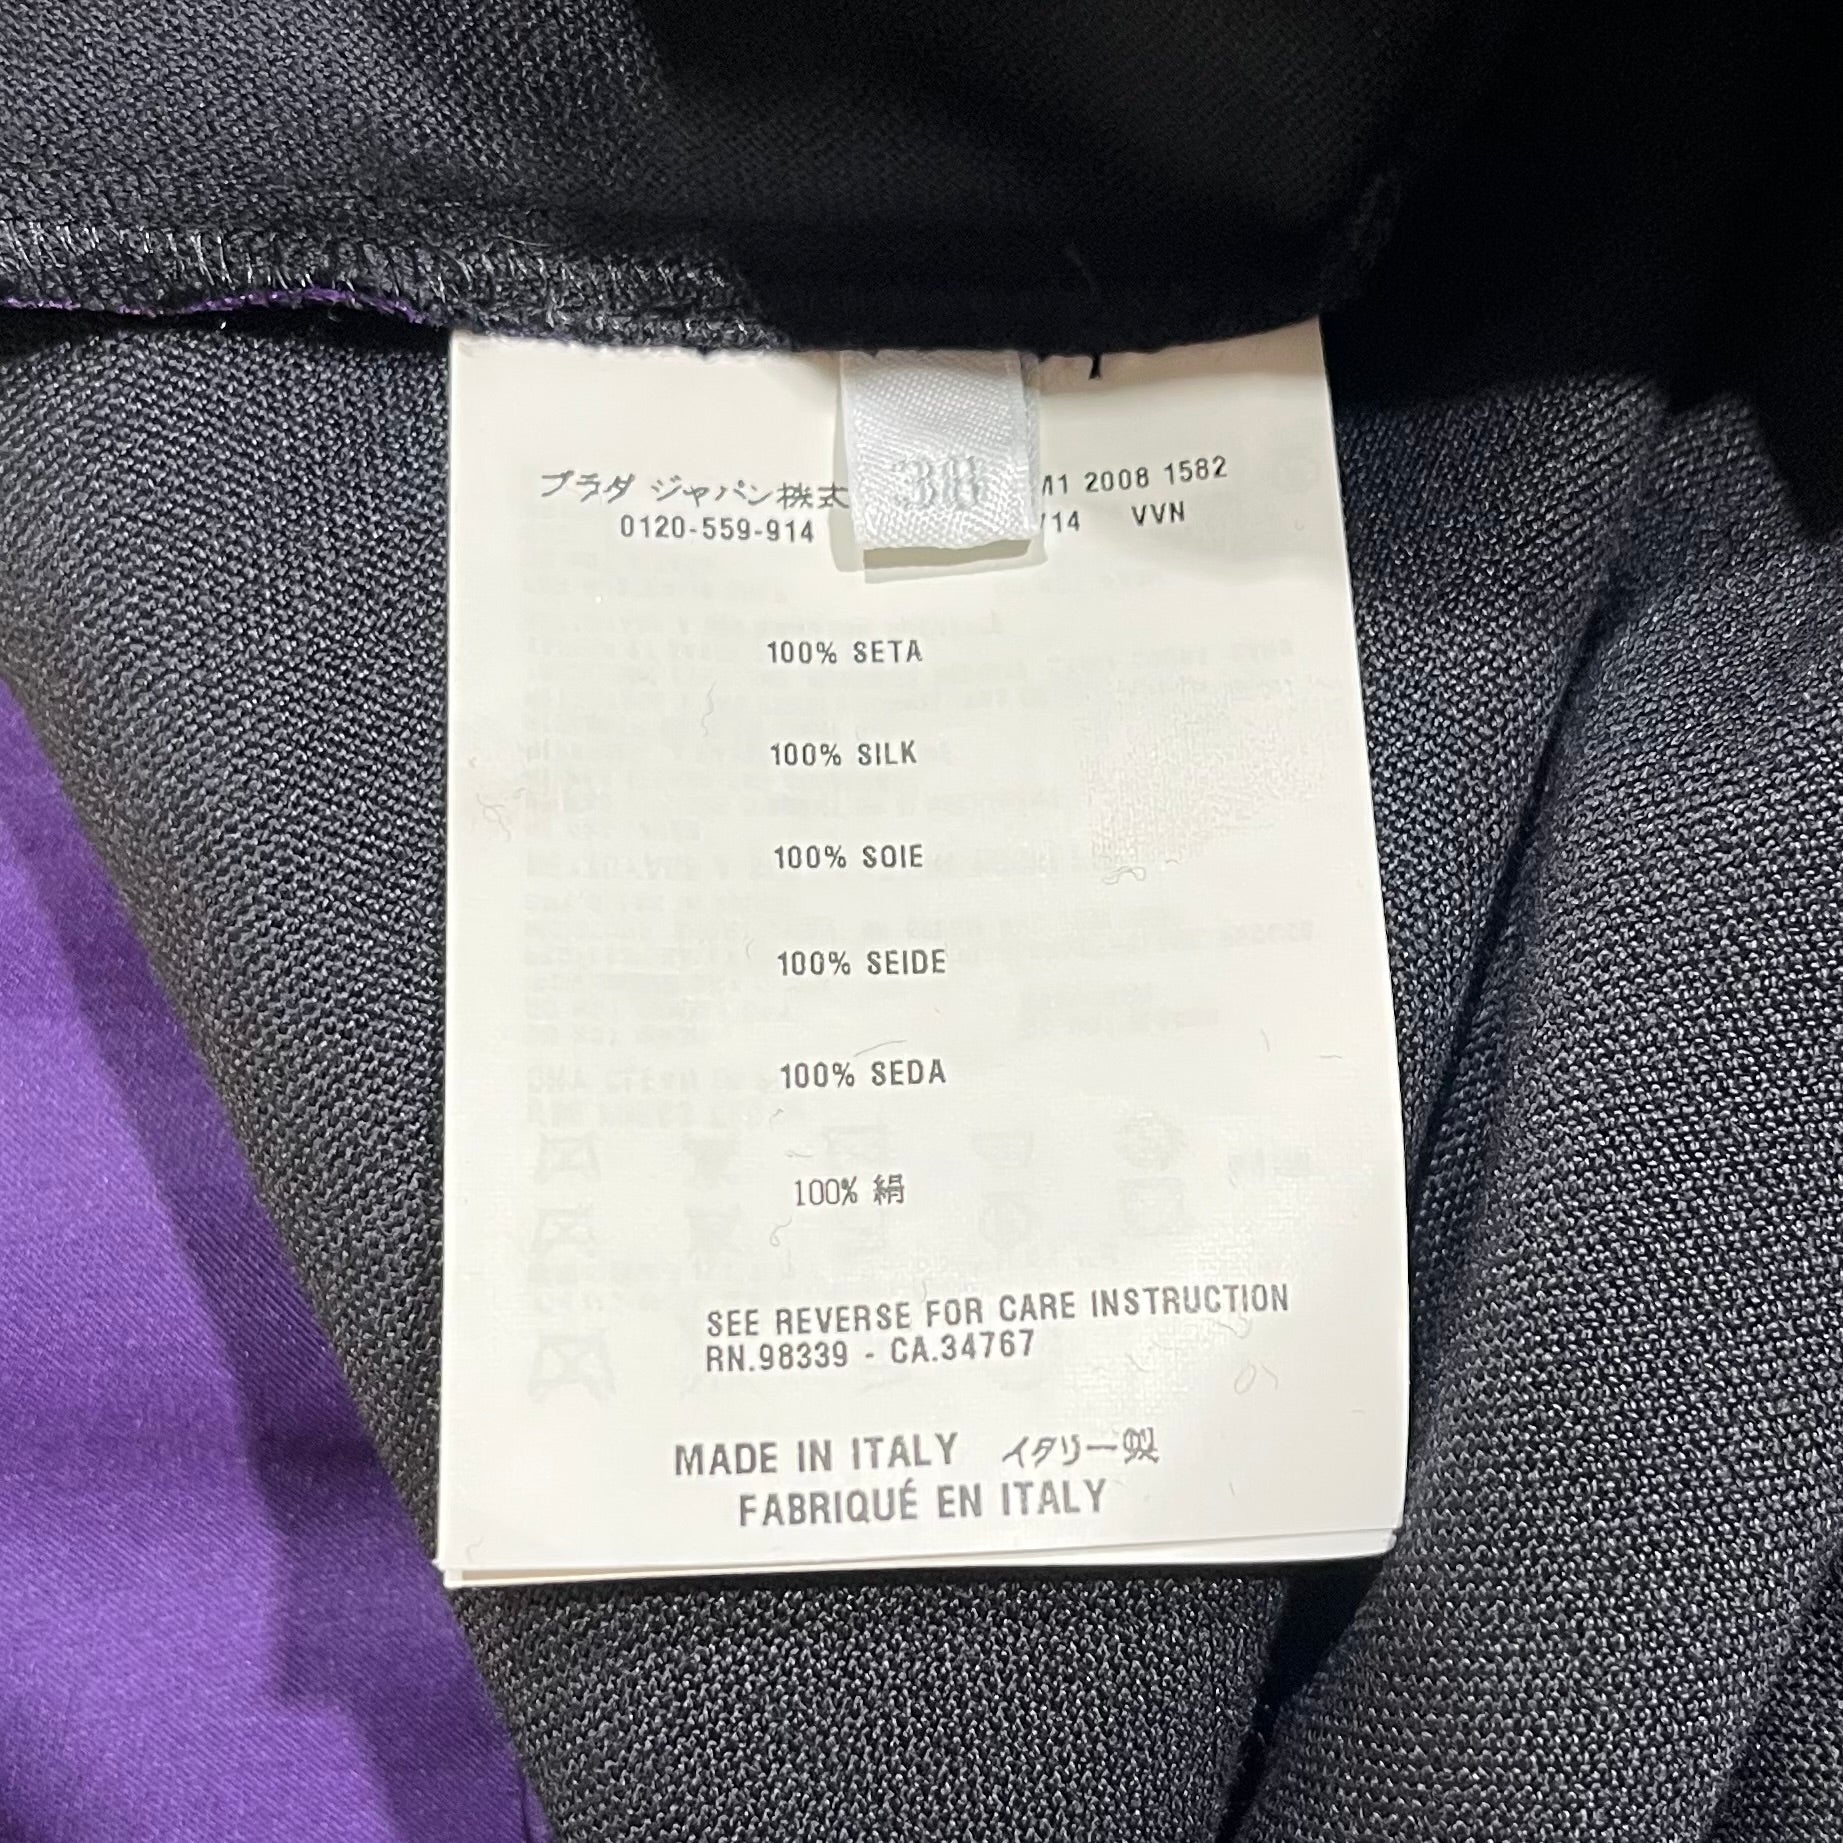 プラダ ジャパン株式
0120-559-914
38
2008 1582
/14 VVN
100% SETA
100% SILK
100% SOIE
100% SEIDE
100% SEDA
100% 絹
SEE REVERSE FOR CARE INSTRUCTION
RN.98339 - CA.34767
MADE IN ITALY イタリー製
FABRIQUÉ EN ITALY